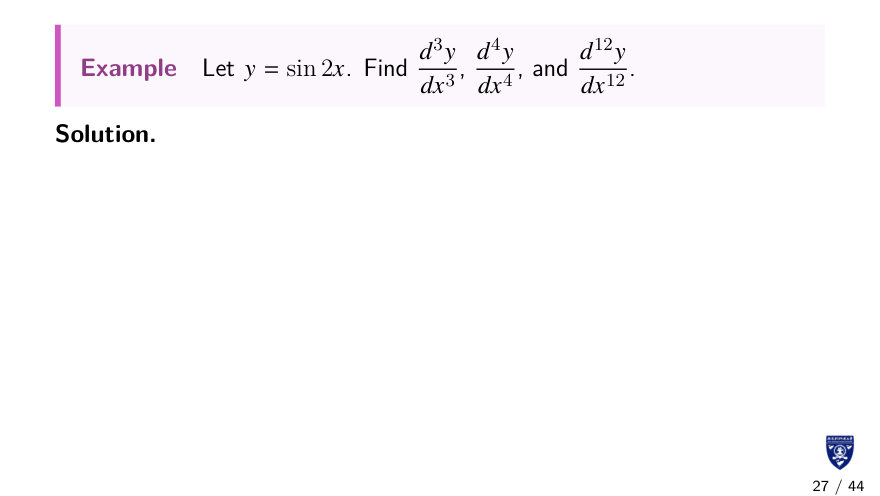 Example Let y = sin 2x. Find d³y/dx³, d⁴y/dx⁴, and d¹²y/dx¹².
Solution.
27 / 44